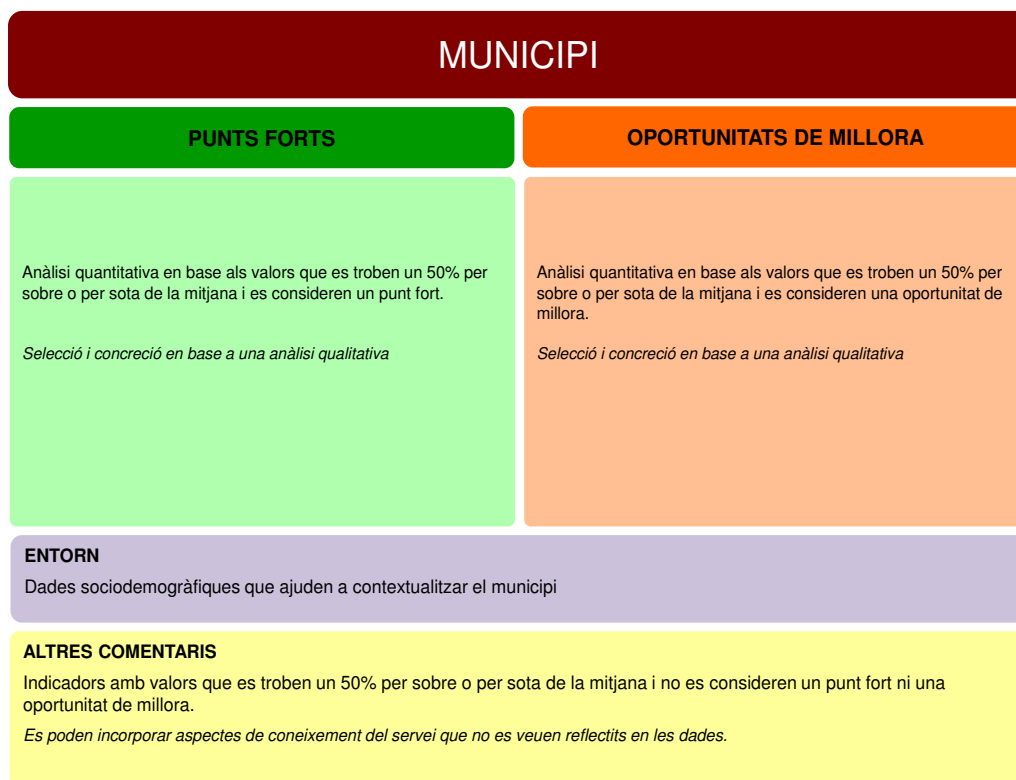 MUNICIPI
PUNTS FORTS
OPORTUNITATS DE MILLORA
Anàlisi quantitativa en base als valors que es troben un 50% per
sobre o per sota de la mitjana i es consideren un punt fort.
Selecció i concreció en base a una anàlisi qualitativa
Anàlisi quantitativa en base als valors que es troben un 50% per
sobre o per sota de la mitjana i es consideren una oportunitat de
millora.
Selecció i concreció en base a una anàlisi qualitativa
ENTORN
Dades sociodemogràfiques que ajuden a contextualitzar el municipi
ALTRES COMENTARIS
Indicadors amb valors que es troben un 50% per sobre o per sota de la mitjana i no es consideren un punt fort ni una
oportunitat de millora.
Es poden incorporar aspectes de coneixement del servei que no es veuen reflectits en les dades.